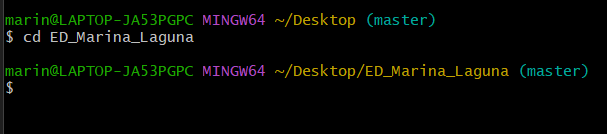 marin@LAPTOP-JA53PGPC MINGW64 ~/Desktop (master)
$ cd ED_Marina_Laguna
marin@LAPTOP-JA53PGPC MINGW64 ~/Desktop/ED_Marina_Laguna (master)
$